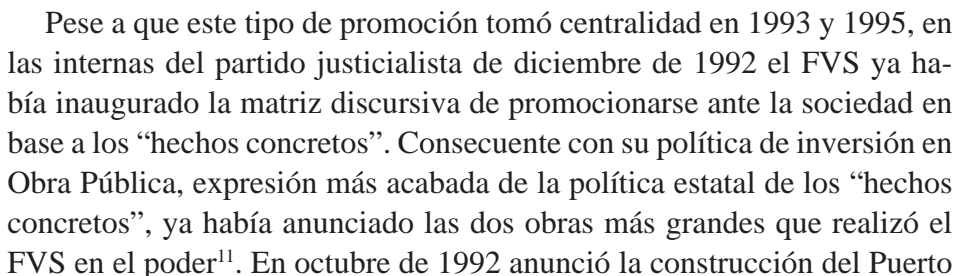 Pese a que este tipo de promoción tomó centralidad en 1993 y 1995, en
las internas del partido justicialista de diciembre de 1992 el FVS ya ha-
bía inaugurado la matriz discursiva de promocionarse ante la sociedad en
base a los “hechos concretos”. Consecuente con su política de inversión en
Obra Pública, expresión más acabada de la política estatal de los “hechos
concretos”, ya había anunciado las dos obras más grandes que realizó el
FVS en el poder¹¹. En octubre de 1992 anunció la construcción del Puerto